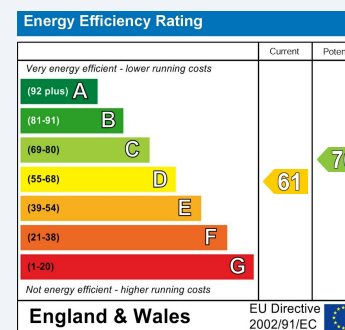 Energy Efficiency Rating
Current
Very energy efficient - lower running costs
(92 plus) A
(81-91) B
(69-80) C
(55-68) D
61
(39-54) E
(21-38) F
(1-20) G
Not energy efficient - higher running costs
England & Wales
EU Directive
2002/91/EC